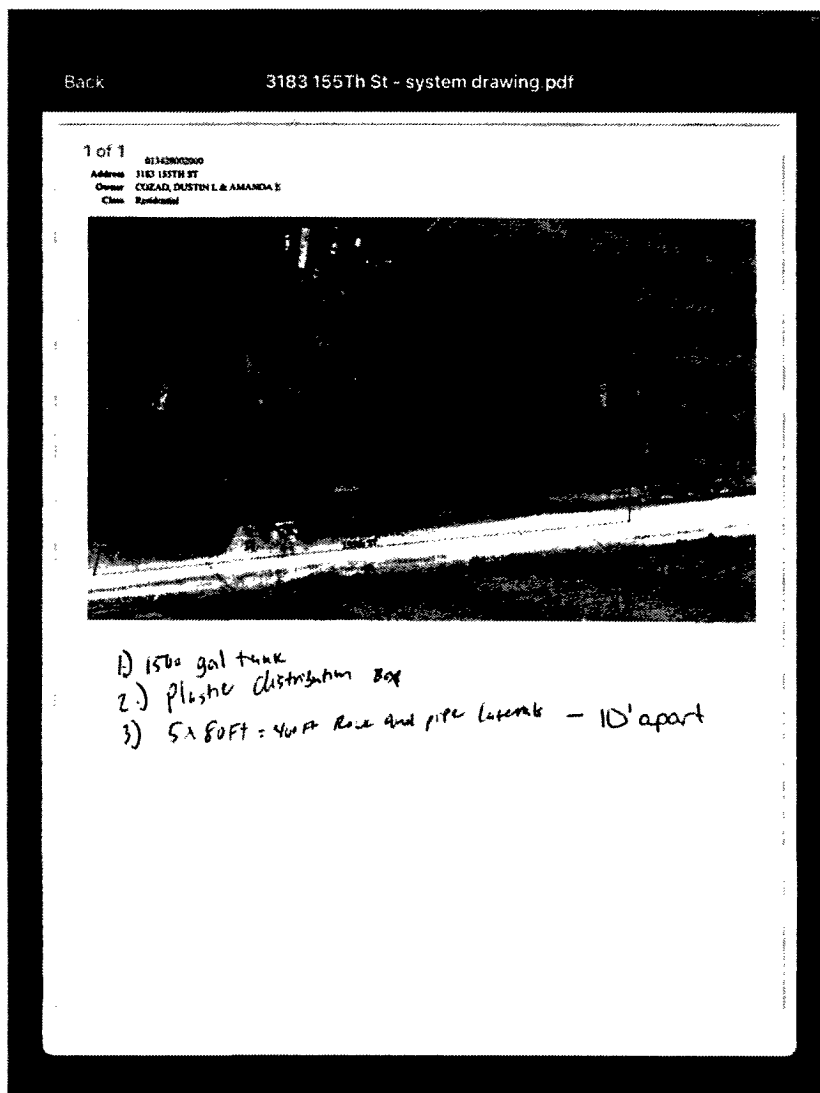 Back 3183 155Th St - system drawing.pdf
1 of 1
013428002000
Address 3183 155TH ST
Owner COZAD, DUSTIN L & AMANDA E
Class Residential
1) 1500 gal tank
2.) plastic distribution Box
3) 5 x 80Ft = 400 Ft Rock and pipe laterals - 10' apart